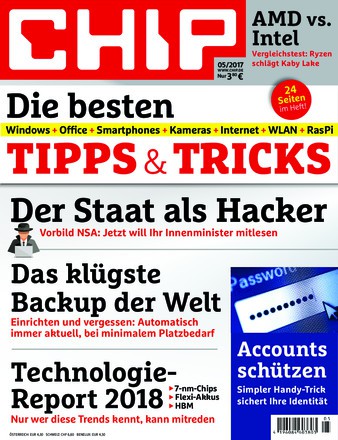 CHIP
AMD vs.
Intel
Vergleichstest: Ryzen
schlägt Kaby Lake
05/2017
WWW.CHIP.DE
Nur 3,90 €
24
Seiten
im Heft!
Die besten
Windows + Office + Smartphones + Kameras + Internet + WLAN + RasPi
TIPPS & TRICKS
Der Staat als Hacker
Vorbild NSA: Jetzt will Ihr Innenminister mitlesen
Das klügste
Backup der Welt
Einrichten und vergessen: Automatisch
immer aktuell, bei minimalem Platzbedarf
Password
Technologie-
Report 2018
7-nm-Chips
Flexi-Akkus
HBM
Nur wer diese Trends kennt, kann mitreden
Accounts
schützen
Simpler Handy-Trick
sichert Ihre Identität